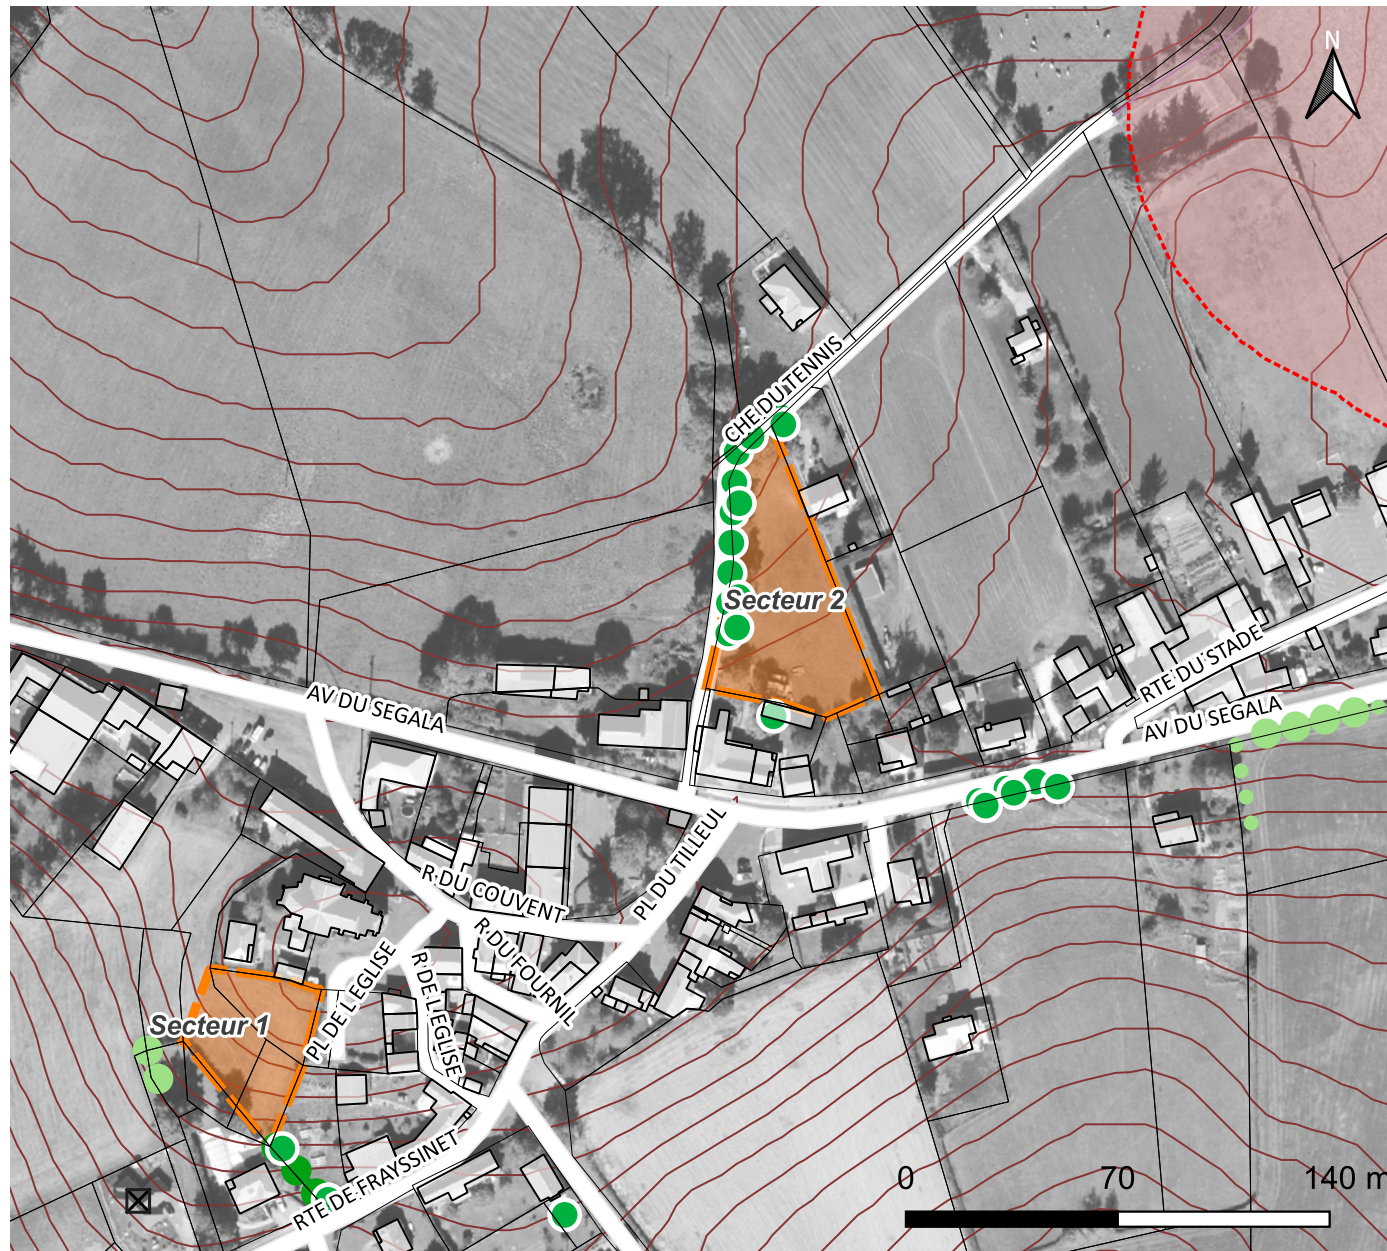 N
CHE DU TENNIS
Secteur 2
RTE DU STADE
AV DU SEGALA
AV DU SEGALA
PL DU TILLEUL
R DU COUVENT
R DU FOURNIL
PL DE L'EGLISE
R DE L'EGLISE
Secteur 1
RTE DE FRAYSSINET
0 70 140 m